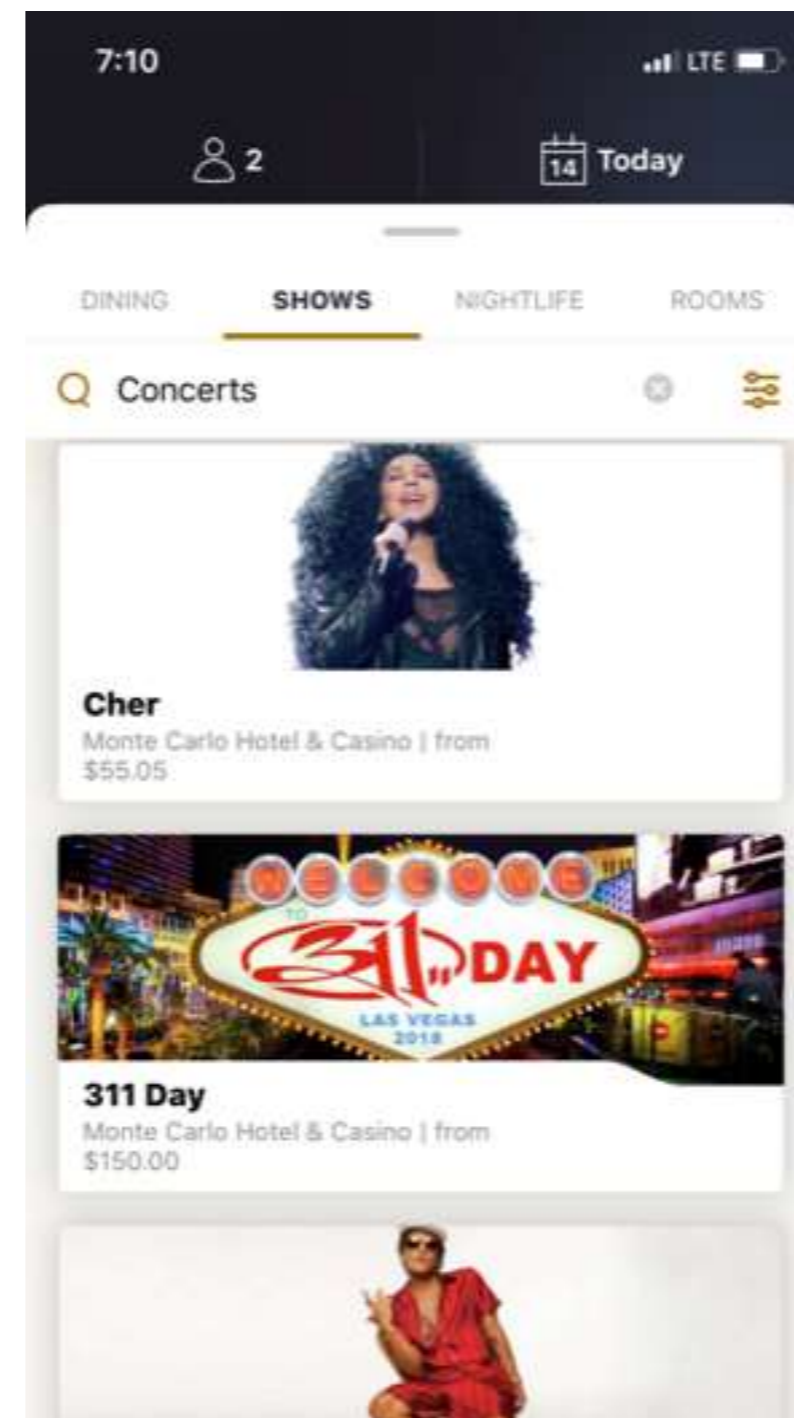 7:10
LTE
2
14 Today
DINING SHOWS NIGHTLIFE ROOMS
Concerts
Cher
Monte Carlo Hotel & Casino | from
$55.05
WELCOME
TO
311 DAY
LAS VEGAS
2018
311 Day
Monte Carlo Hotel & Casino | from
$150.00